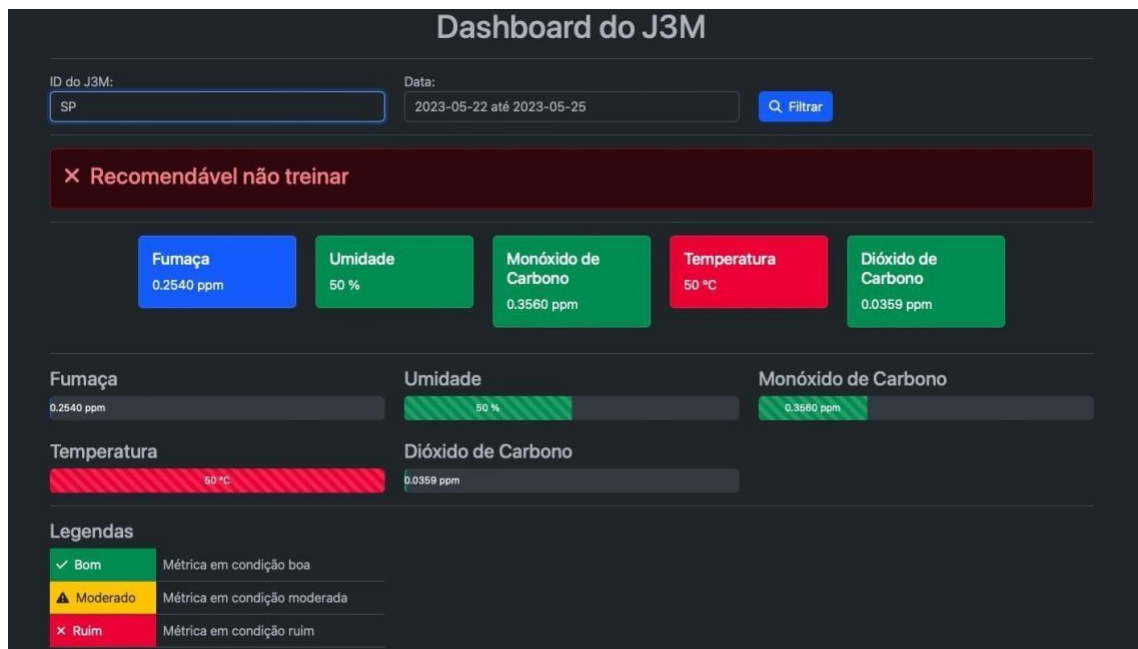 Dashboard do J3M
ID do J3M:
SP
Data:
2023-05-22 até 2023-05-25
Filtrar
Recomendável não treinar
Fumaça
0.2540 ppm
Umidade
50 %
Monóxido de
Carbono
0.3560 ppm
Temperatura
50 ºC
Dióxido de
Carbono
0.0359 ppm
Fumaça
0.2540 ppm
Umidade
50 %
Monóxido de Carbono
0.3560 ppm
Temperatura
50 ºC
Dióxido de Carbono
0.0359 ppm
Legendas
Bom
Métrica em condição boa
Moderado
Métrica em condição moderada
Ruim
Métrica em condição ruim